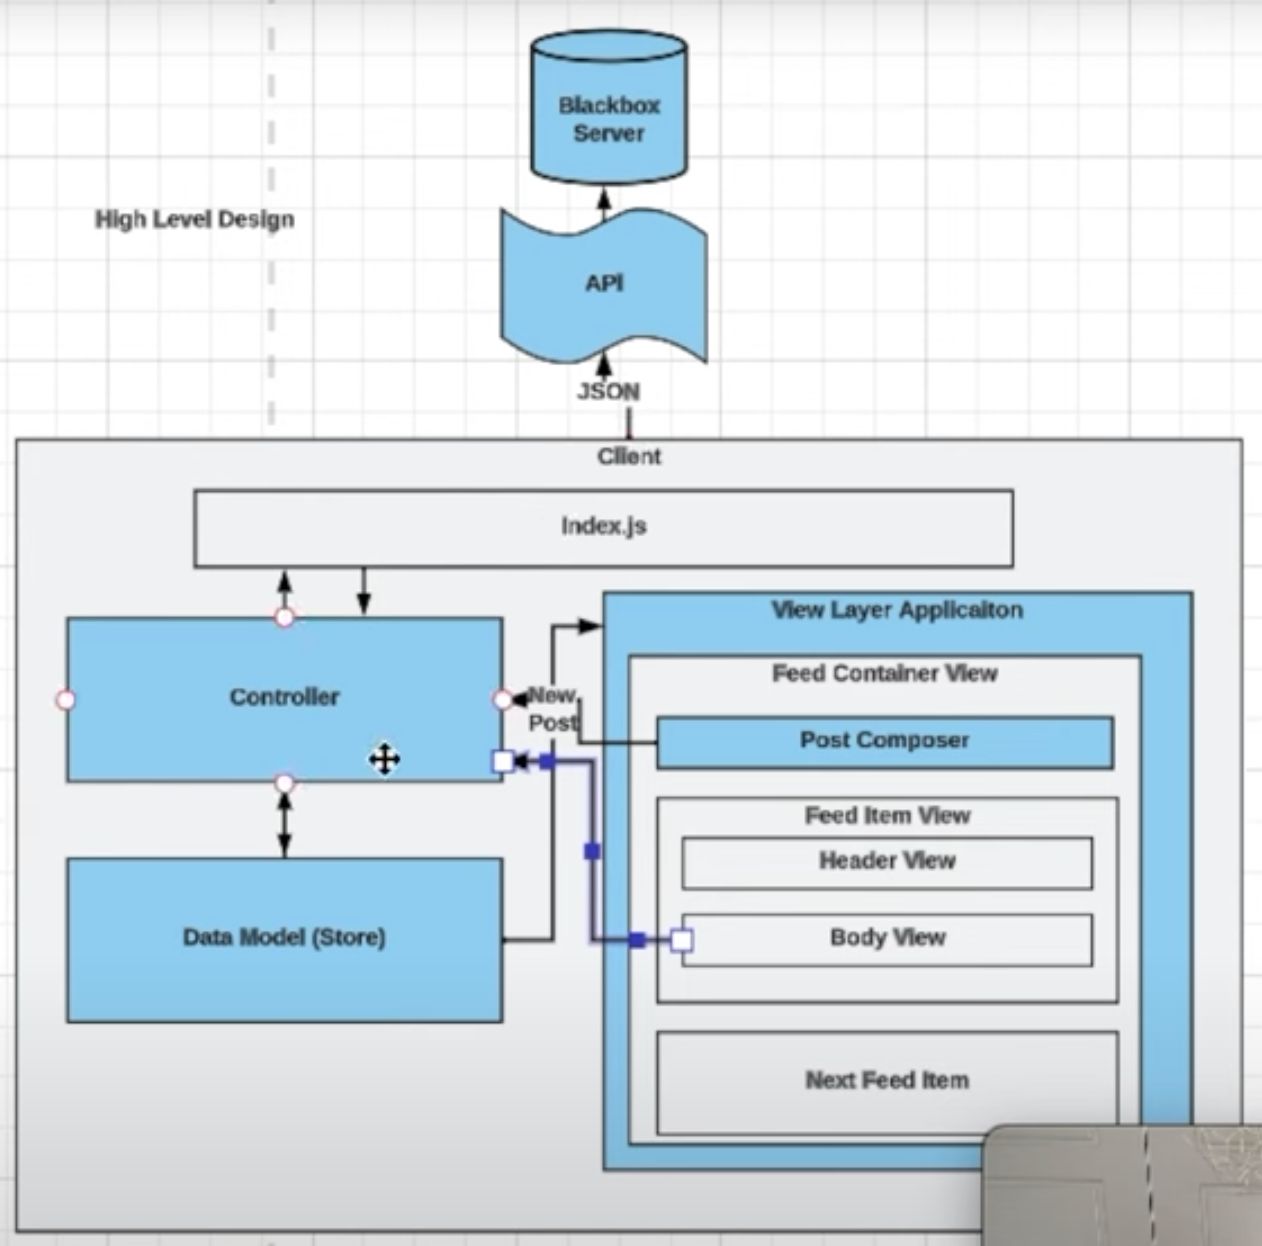 Blackbox
Server
High Level Design
API
JSON
Client
Index.js
View Layer Applicaiton
Feed Container View
Controller
New
Post
Post Composer
Feed Item View
Header View
Data Model (Store)
Body View
Next Feed Item